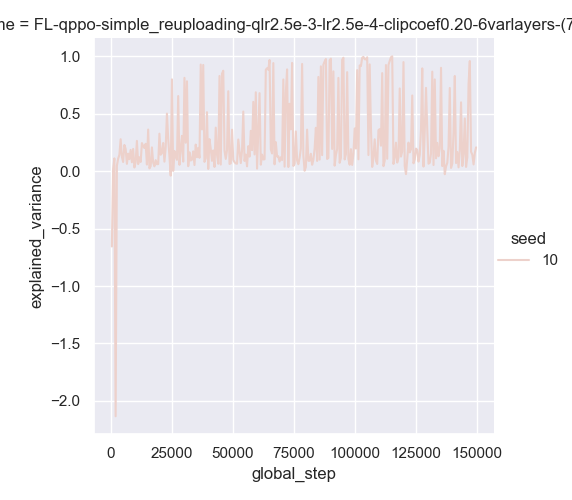 me = FL-qppo-simple_reuploading-qlr2.5e-3-lr2.5e-4-clipcoef0.20-6varlayers-(7
1.0
0.5
0.0
−0.5
−1.0
−1.5
−2.0
explained_variance
seed
10
0 25000 50000 75000 100000 125000 150000
global_step